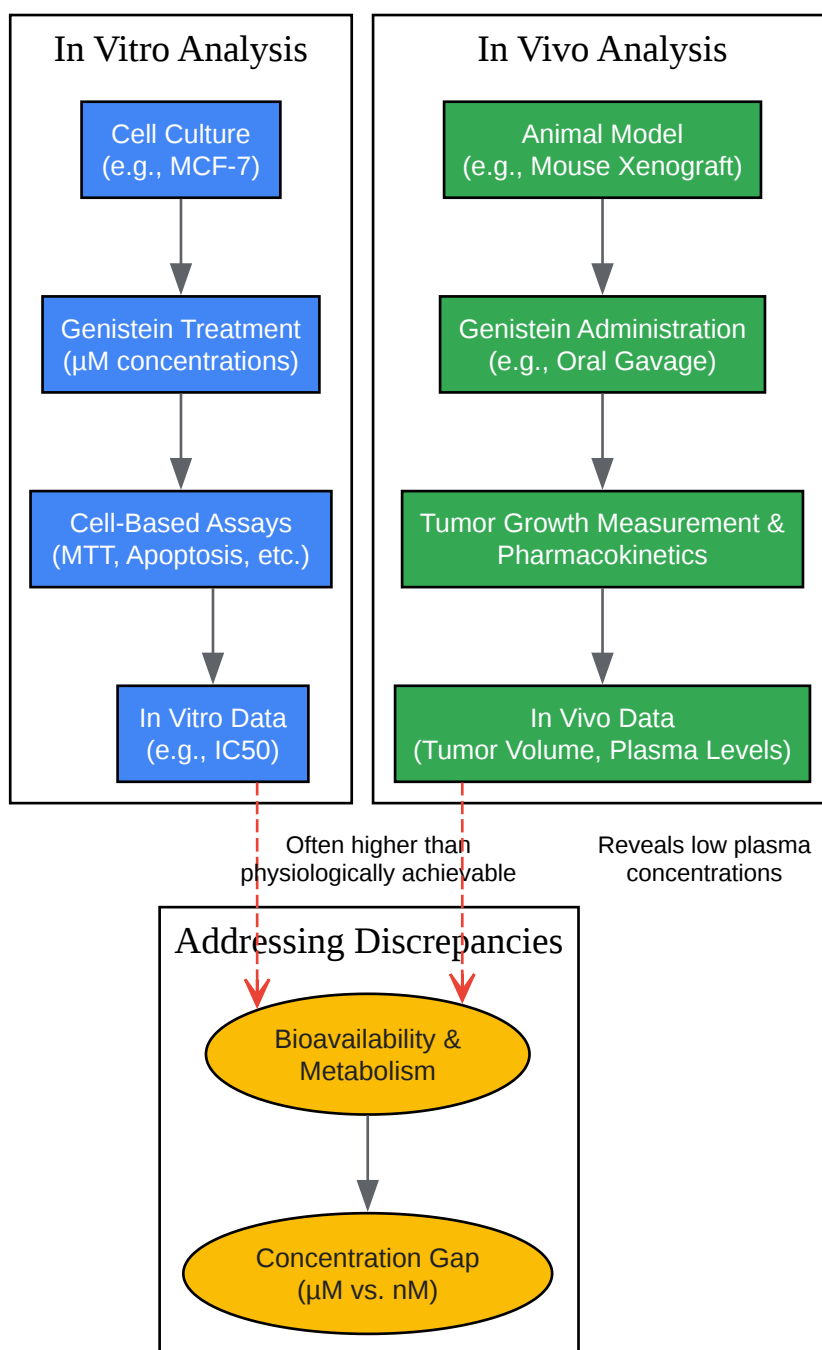 In Vitro Analysis
Cell Culture
(e.g., MCF-7)
Genistein Treatment
(µM concentrations)
Cell-Based Assays
(MTT, Apoptosis, etc.)
In Vitro Data
(e.g., IC50)
In Vivo Analysis
Animal Model
(e.g., Mouse Xenograft)
Genistein Administration
(e.g., Oral Gavage)
Tumor Growth Measurement &
Pharmacokinetics
In Vivo Data
(Tumor Volume, Plasma Levels)
Often higher than
physiologically achievable
Reveals low plasma
concentrations
Addressing Discrepancies
Bioavailability &
Metabolism
Concentration Gap
(µM vs. nM)